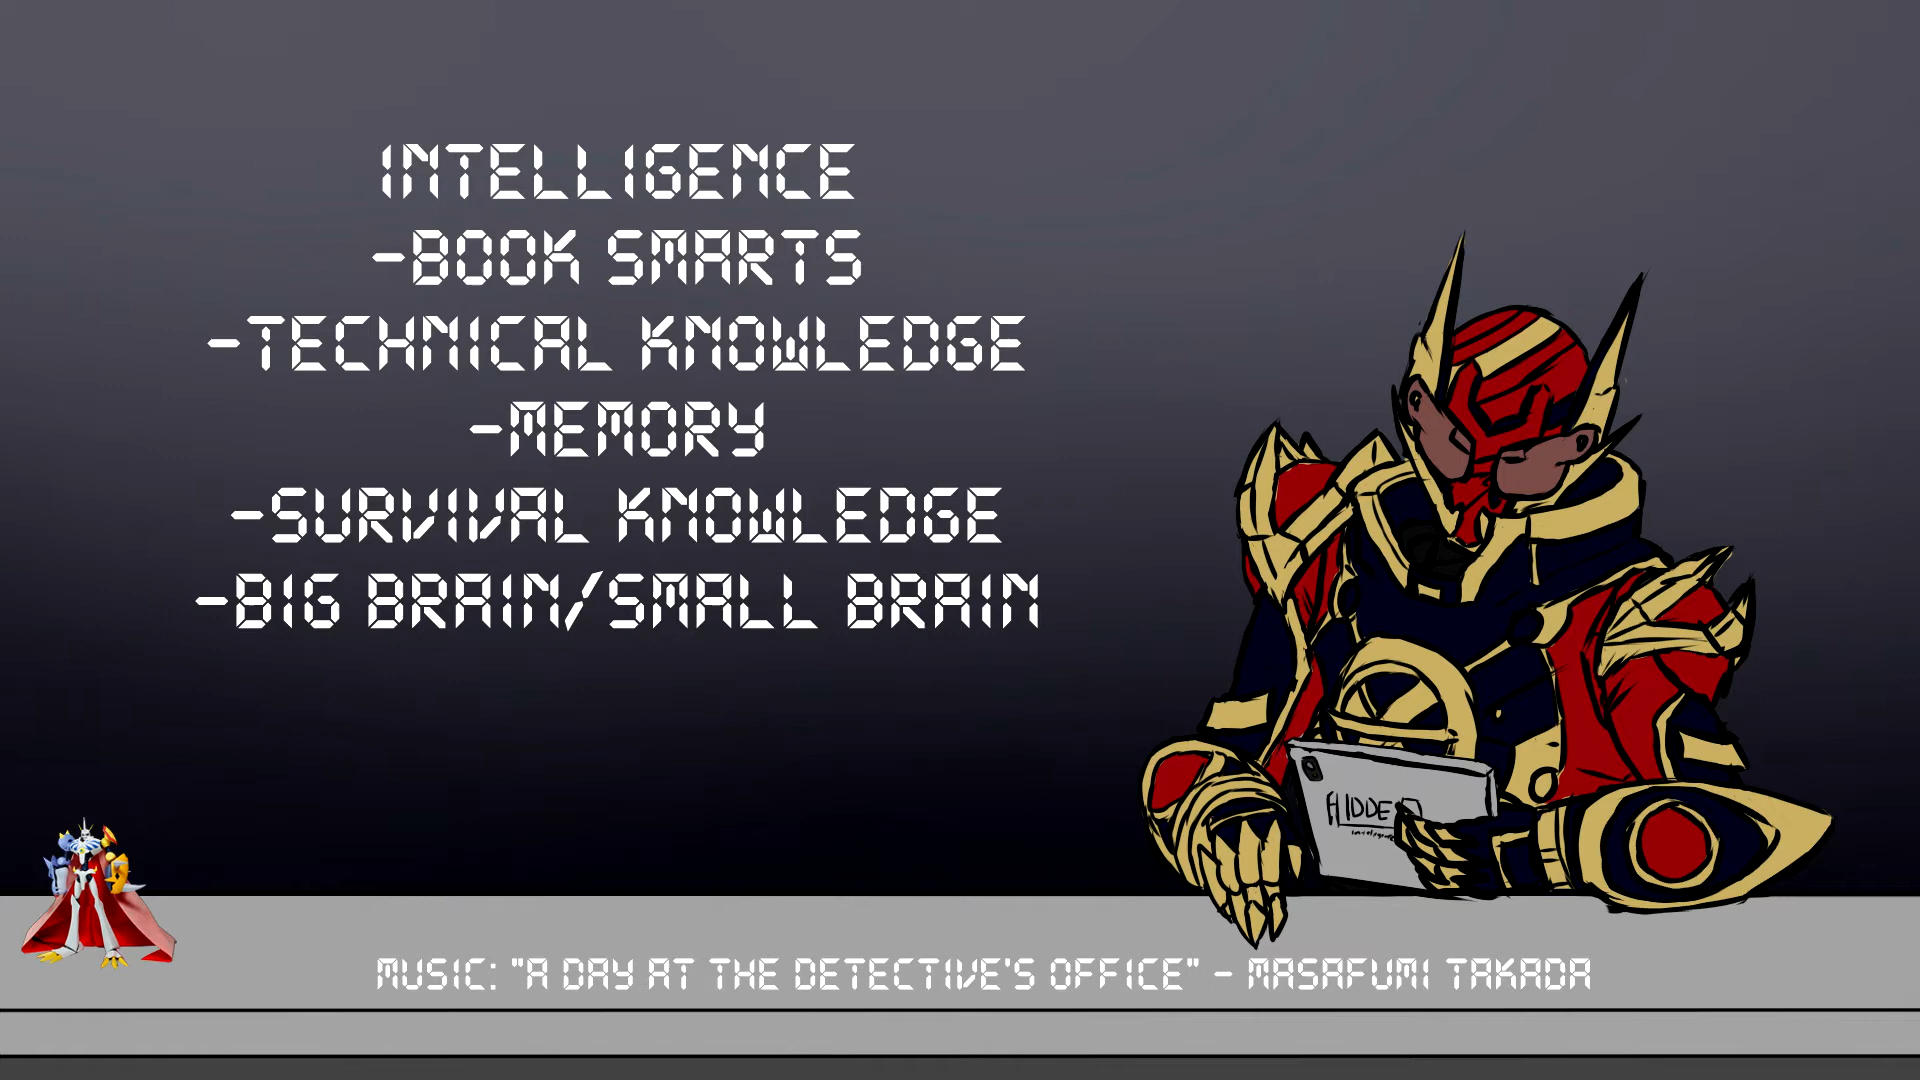 INTELLIGENCE
-BOOK SMARTS
-TECHNICAL KNOWLEDGE
-MEMORY
-SURVIVAL KNOWLEDGE
-BIG BRAIN/SMALL BRAIN
HIDDE
MUSIC: "A DAY AT THE DETECTIVE'S OFFICE" - MASAFUMI TAKADA